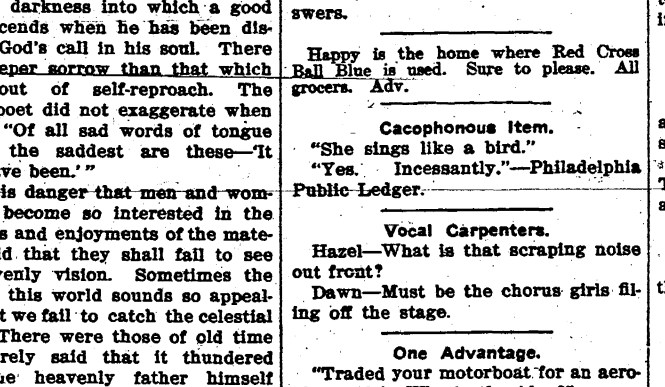 darkness into which a good
cends when he has been dis-
God's call in his soul. There
eper sorrow than that which
out of self-reproach. The
poet did not exaggerate when
"Of all sad words of tongue
the saddest are these—'It
ve been.' "
is danger that men and wom-
become so interested in the
s and enjoyments of the mate-
d that they shall fail to see
venly vision. Sometimes the
this world sounds so appeal-
t we fail to catch the celestial
There were those of old time
rely said that it thundered
he heavenly father himself
swers.
Happy is the home where Red Cross
Ball Blue is used. Sure to please. All
grocers. Adv.
Cacophonous Item.
"She sings like a bird."
"Yes. Incessantly."—Philadelphia
Public Ledger.
Vocal Carpenters.
Hazel—What is that scraping noise
out front?
Dawn—Must be the chorus girls fil-
ing off the stage.
One Advantage.
"Traded your motorboat for an aero-